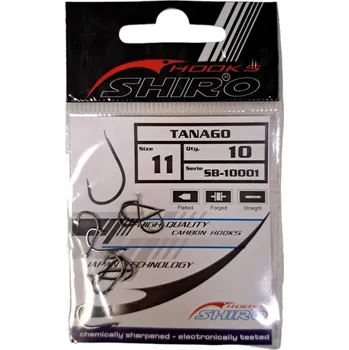 HOOKS
SHIRO®
TANAGO
Size 11 Qty. 10
Serie SB-10001
Flatted Forged Straight
HIGH QUALITY
CARBON HOOKS
JAPAN TECHNOLOGY
HOOKS
SHIRO
chemically sharpened - electronically tested